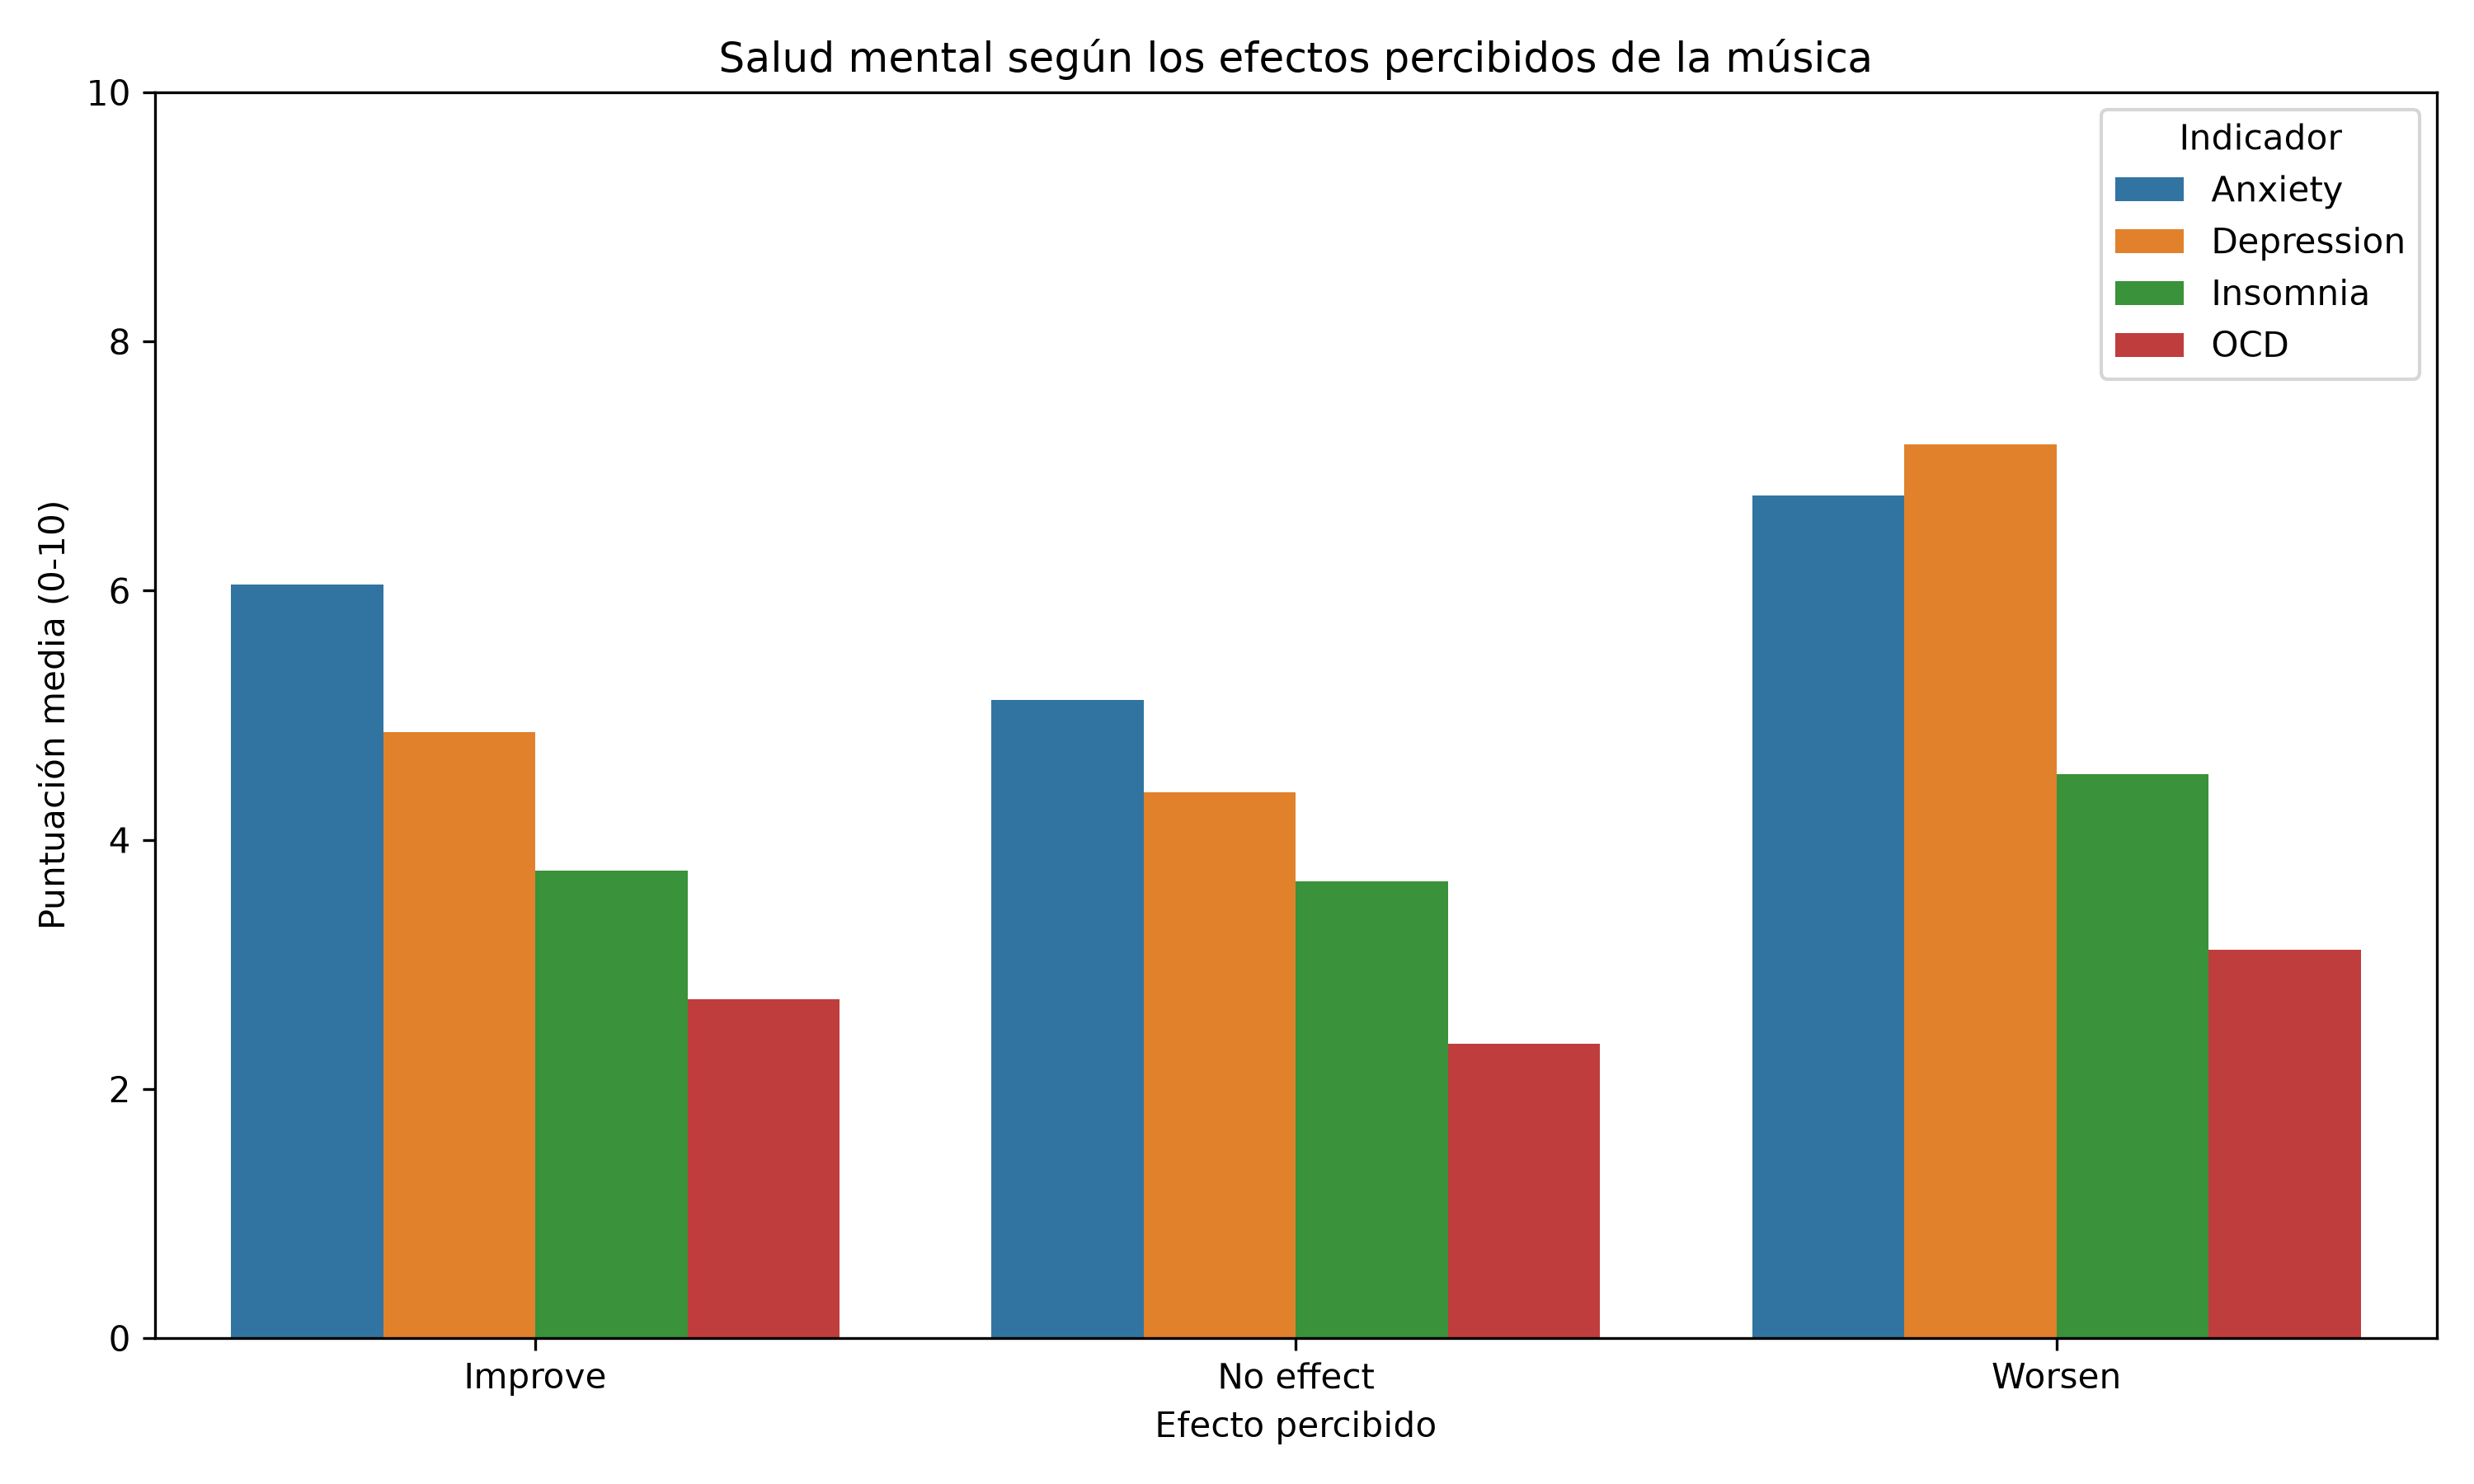 Salud mental según los efectos percibidos de la música
10
8
6
4
2
0
Puntuación media (0-10)
Indicador
Anxiety
Depression
Insomnia
OCD
Improve
No effect
Worsen
Efecto percibido